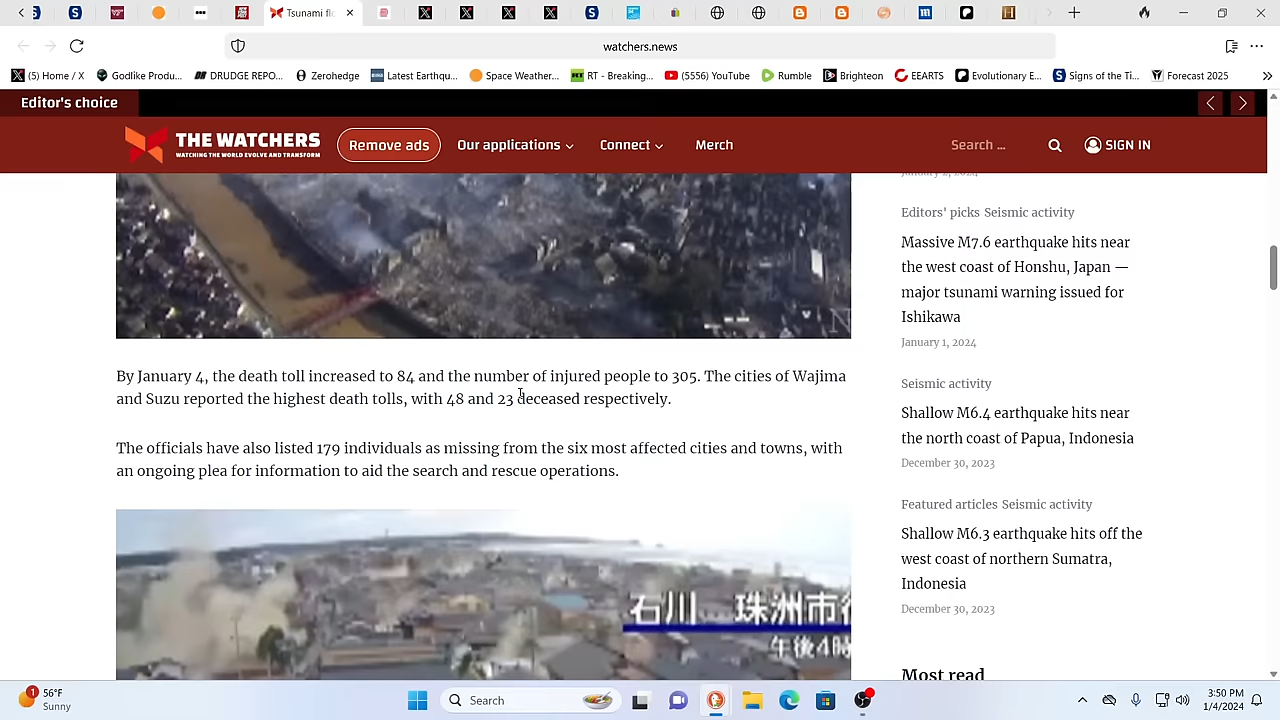 Tsunami flo
watchers.news
(5) Home / X
Godlike Produ...
DRUDGE REPO...
Zerohedge
Latest Earthqu...
Space Weather...
RT - Breaking...
(5556) YouTube
Rumble
Brighteon
EEARTS
Evolutionary E...
Signs of the Ti...
Forecast 2025
Editor's choice
THE WATCHERS
WATCHING THE WORLD EVOLVE AND TRANSFORM
Remove ads
Our applications
Connect
Merch
Search ...
SIGN IN
By January 4, the death toll increased to 84 and the number of injured people to 305. The cities of Wajima
and Suzu reported the highest death tolls, with 48 and 23 deceased respectively.
The officials have also listed 179 individuals as missing from the six most affected cities and towns, with
an ongoing plea for information to aid the search and rescue operations.
石川 珠洲市
午後4時
January 2, 2024
Editors' picks Seismic activity
Massive M7.6 earthquake hits near
the west coast of Honshu, Japan —
major tsunami warning issued for
Ishikawa
January 1, 2024
Seismic activity
Shallow M6.4 earthquake hits near
the north coast of Papua, Indonesia
December 30, 2023
Featured articles Seismic activity
Shallow M6.3 earthquake hits off the
west coast of northern Sumatra,
Indonesia
December 30, 2023
Most read
1
56°F
Sunny
Search
3:50 PM
1/4/2024